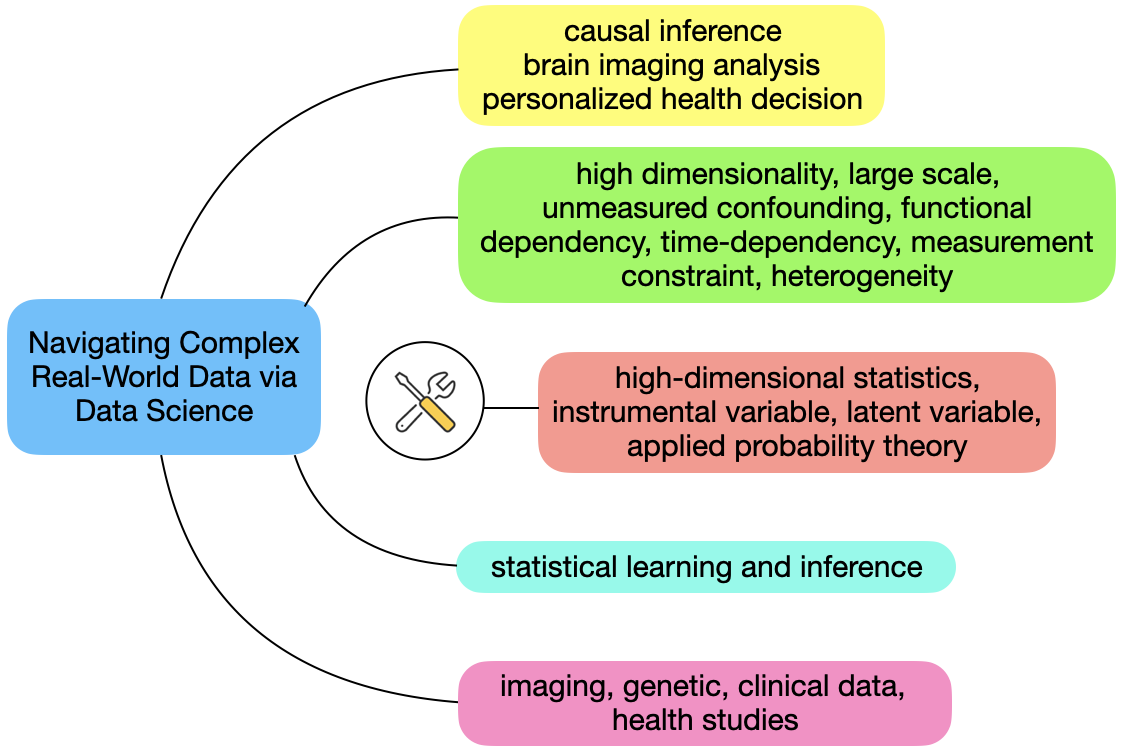 causal inference
brain imaging analysis
personalized health decision
high dimensionality, large scale,
unmeasured confounding, functional
dependency, time-dependency, measurement
constraint, heterogeneity
Navigating Complex
Real-World Data via
Data Science
high-dimensional statistics,
instrumental variable, latent variable,
applied probability theory
statistical learning and inference
imaging, genetic, clinical data,
health studies